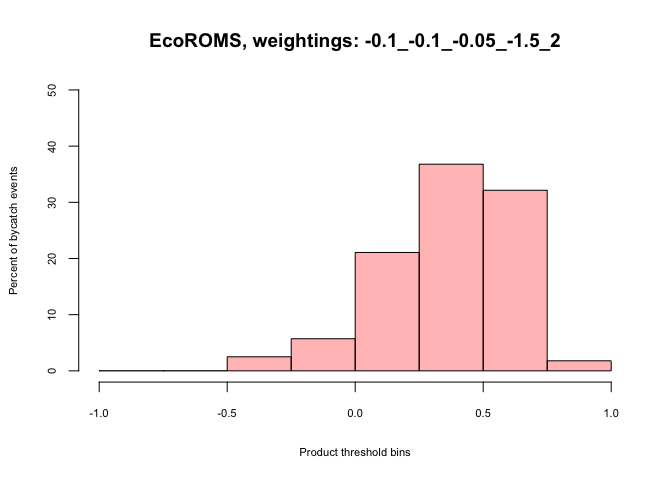 EcoROMS, weightings: -0.1_-0.1_-0.05_-1.5_2
50
40
30
20
10
0
Percent of bycatch events
-1.0 -0.5 0.0 0.5 1.0
Product threshold bins